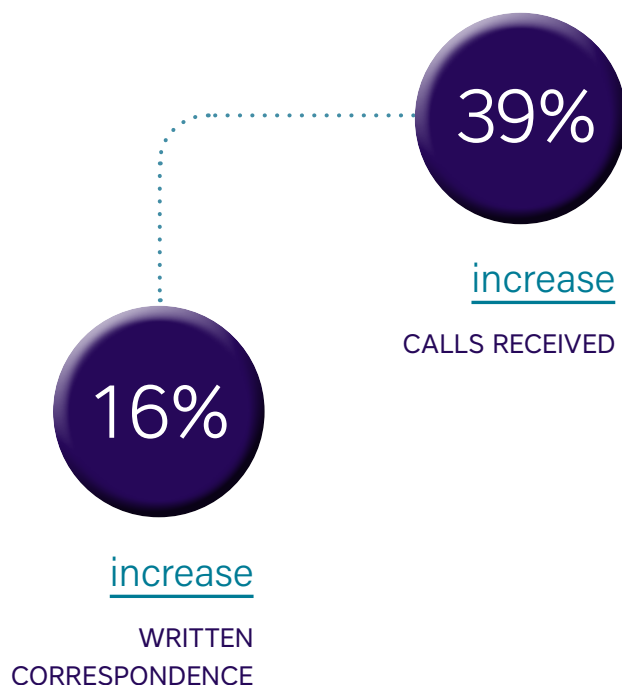 39%
increase
CALLS RECEIVED
16%
increase
WRITTEN
CORRESPONDENCE